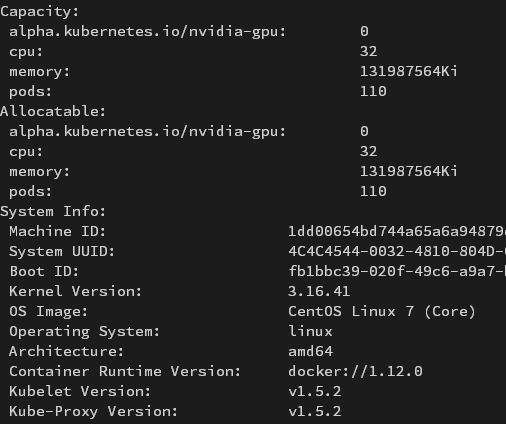 Capacity:
alpha.kubernetes.io/nvidia-gpu: 0
cpu: 32
memory: 131987564Ki
pods: 110
Allocatable:
alpha.kubernetes.io/nvidia-gpu: 0
cpu: 32
memory: 131987564Ki
pods: 110
System Info:
Machine ID: 1dd00654bd744a65a6a94879
System UUID: 4C4C4544-0032-4810-804D-
Boot ID: fb1bbc39-020f-49c6-a9a7-
Kernel Version: 3.16.41
OS Image: CentOS Linux 7 (Core)
Operating System: linux
Architecture: amd64
Container Runtime Version: docker://1.12.0
Kubelet Version: v1.5.2
Kube-Proxy Version: v1.5.2